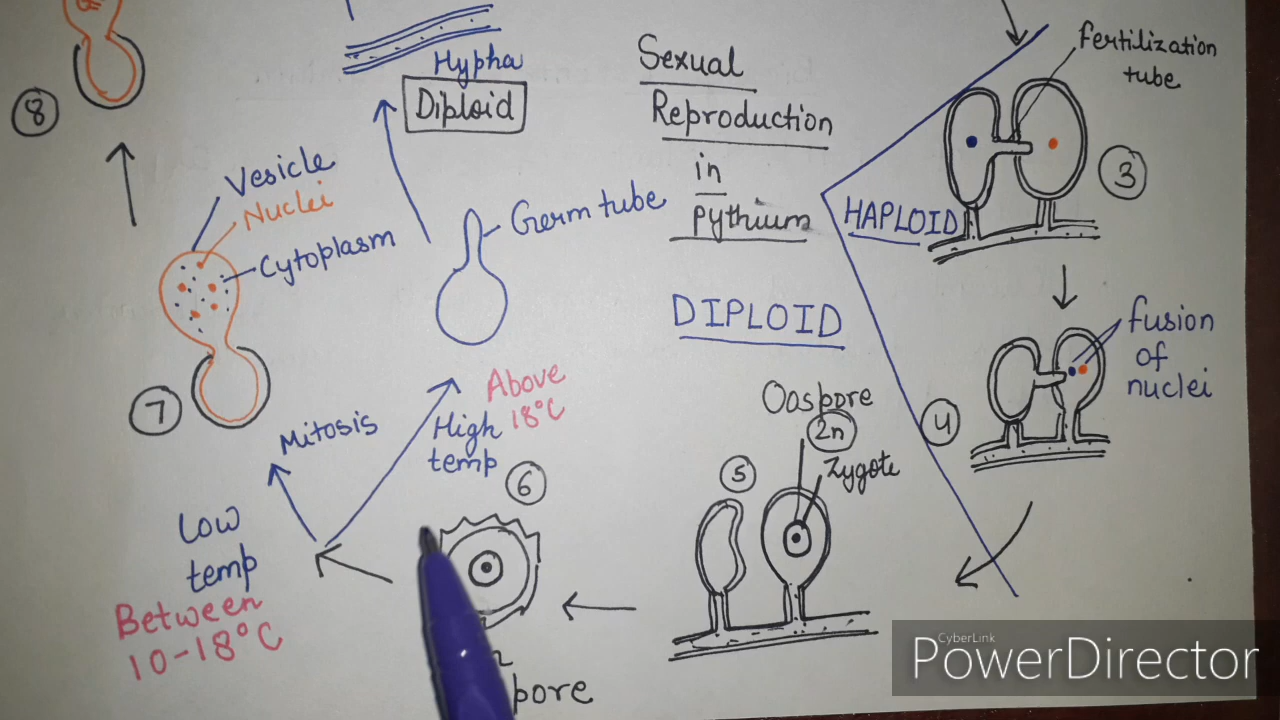 8
Hypha
Diploid
Sexual
Reproduction
in
Pythium
fertilization
tube
3
HAPLOID
Vesicle
Nuclei
Cytoplasm
Germ tube
DIPLOID
fusion
of
nuclei
4
7
Mitosis
Above
18°C
High
temp
6
Oospore
2n
Zygote
5
Low
temp
Between
10-18°C
CyberLink
PowerDirector